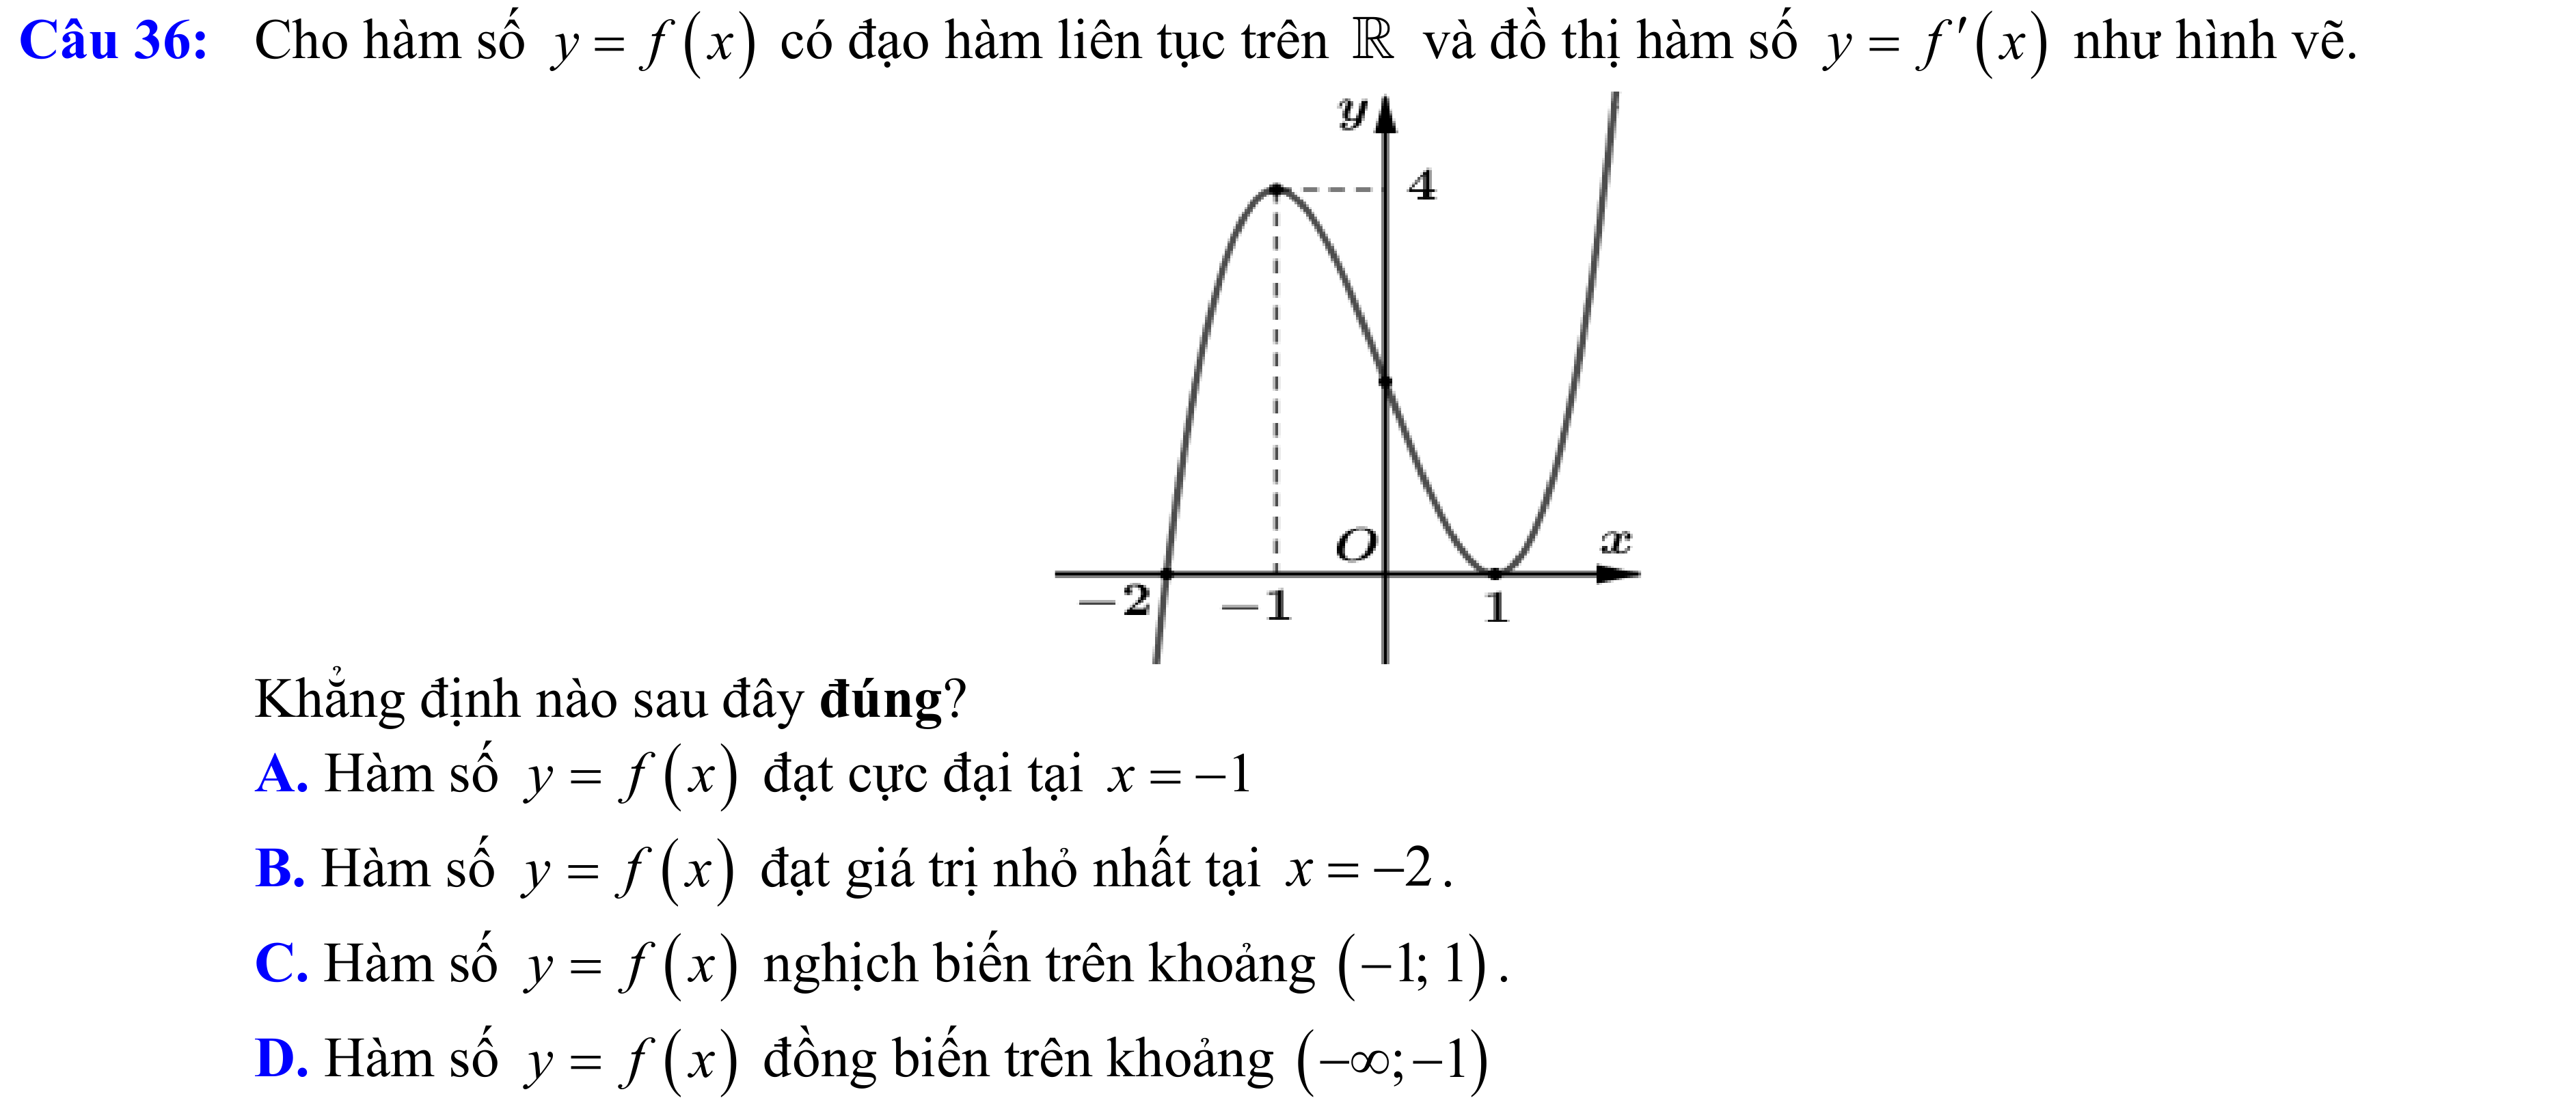 Câu 36: Cho hàm số y = f(x) có đạo hàm liên tục trên ℝ và đồ thị hàm số y = f′(x) như hình vẽ.
y
4
O
x
−2
−1
1
Khẳng định nào sau đây đúng?
A. Hàm số y = f(x) đạt cực đại tại x = −1
B. Hàm số y = f(x) đạt giá trị nhỏ nhất tại x = −2.
C. Hàm số y = f(x) nghịch biến trên khoảng (−1; 1).
D. Hàm số y = f(x) đồng biến trên khoảng (−∞; −1)